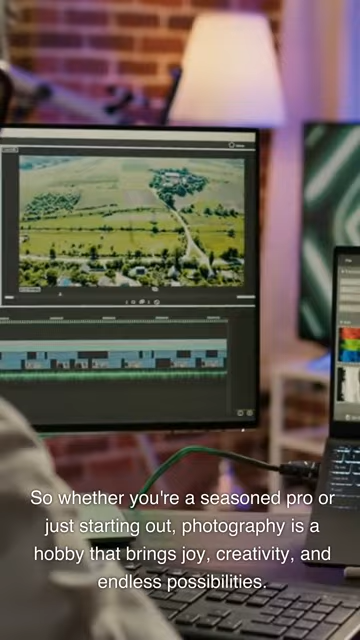 So whether you're a seasoned pro or
just starting out, photography is a
hobby that brings joy, creativity, and
endless possibilities.